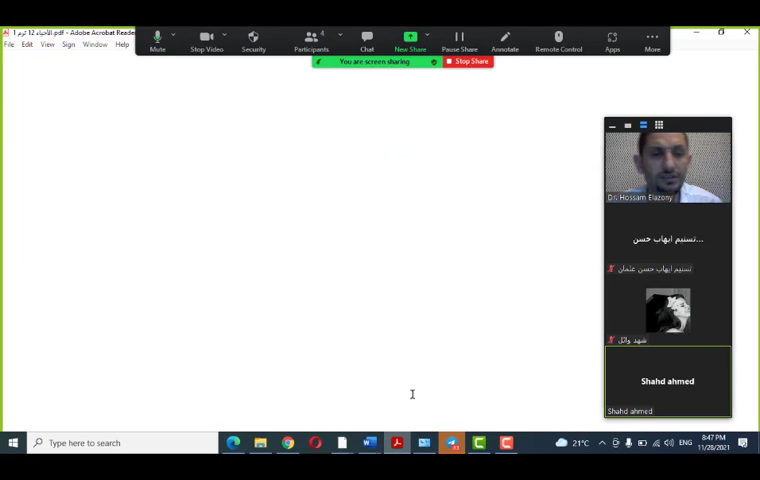 الأحياء 12 ترم 1.pdf - Adobe Acrobat Reade
File Edit View Sign Window Help
Mute Stop Video Security Participants 4 Chat New Share Pause Share Annotate Remote Control Apps More
You are screen sharing Stop Share
Dr. Hossam Elazony
تسنيم ايهاب حسن...
تسنيم ايهاب حسن عثمان
شهد وائل
Shahd ahmed
Shahd ahmed
Type here to search
21°C ENG 8:47 PM
11/28/2021